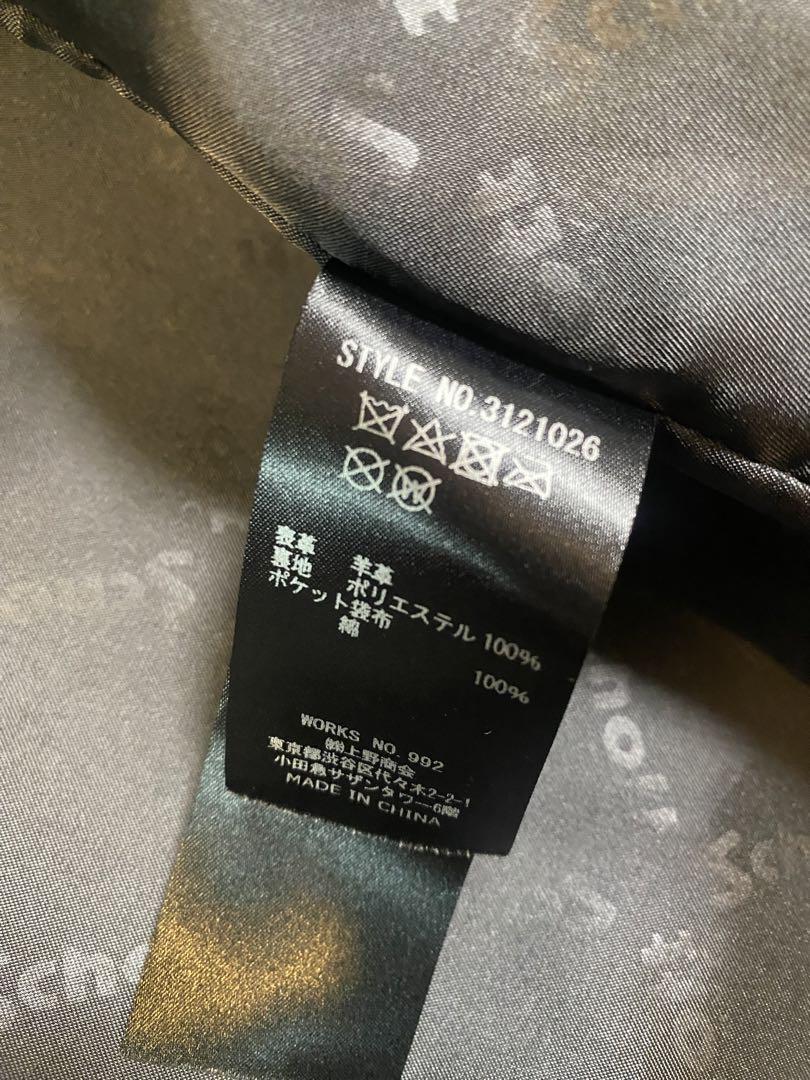 STYLE NO.3121026
表革 羊革
裏地 ポリエステル 100%
ポケット袋布
綿 100%
WORKS NO. 992
㈱上野商会
東京都渋谷区代々木2-2-1
小田急サザンタワー6階
MADE IN CHINA
Schott